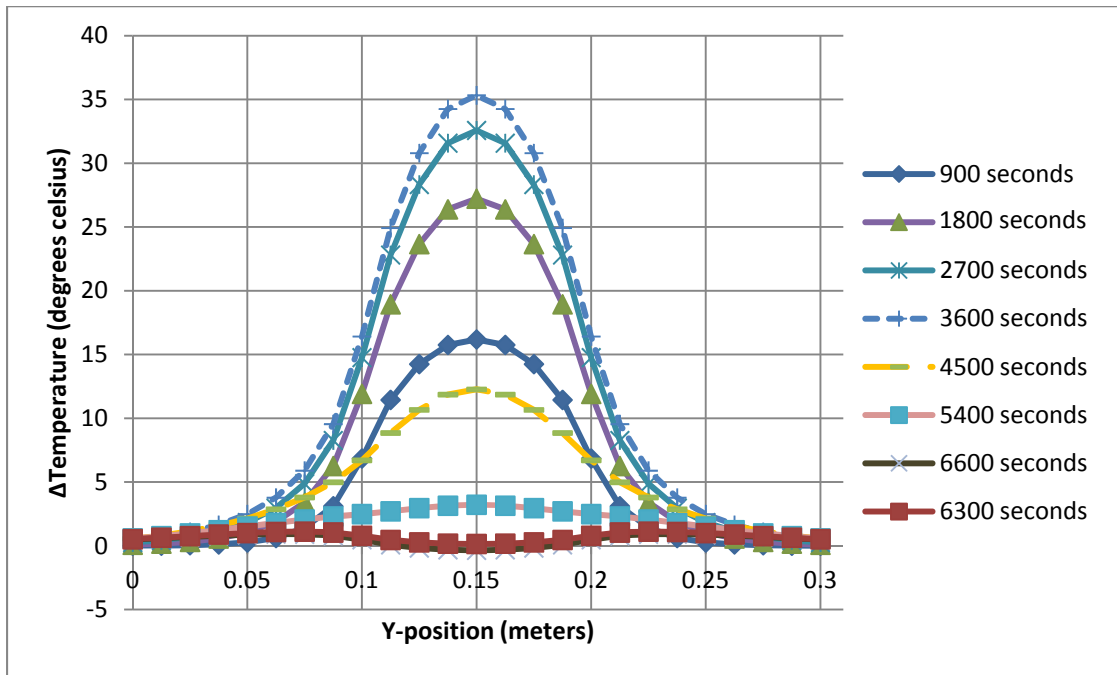 40
35
30
25
20
15
10
5
0
-5
ΔTemperature (degrees celsius)
0 0.05 0.1 0.15 0.2 0.25 0.3
Y-position (meters)
900 seconds
1800 seconds
2700 seconds
3600 seconds
4500 seconds
5400 seconds
6600 seconds
6300 seconds